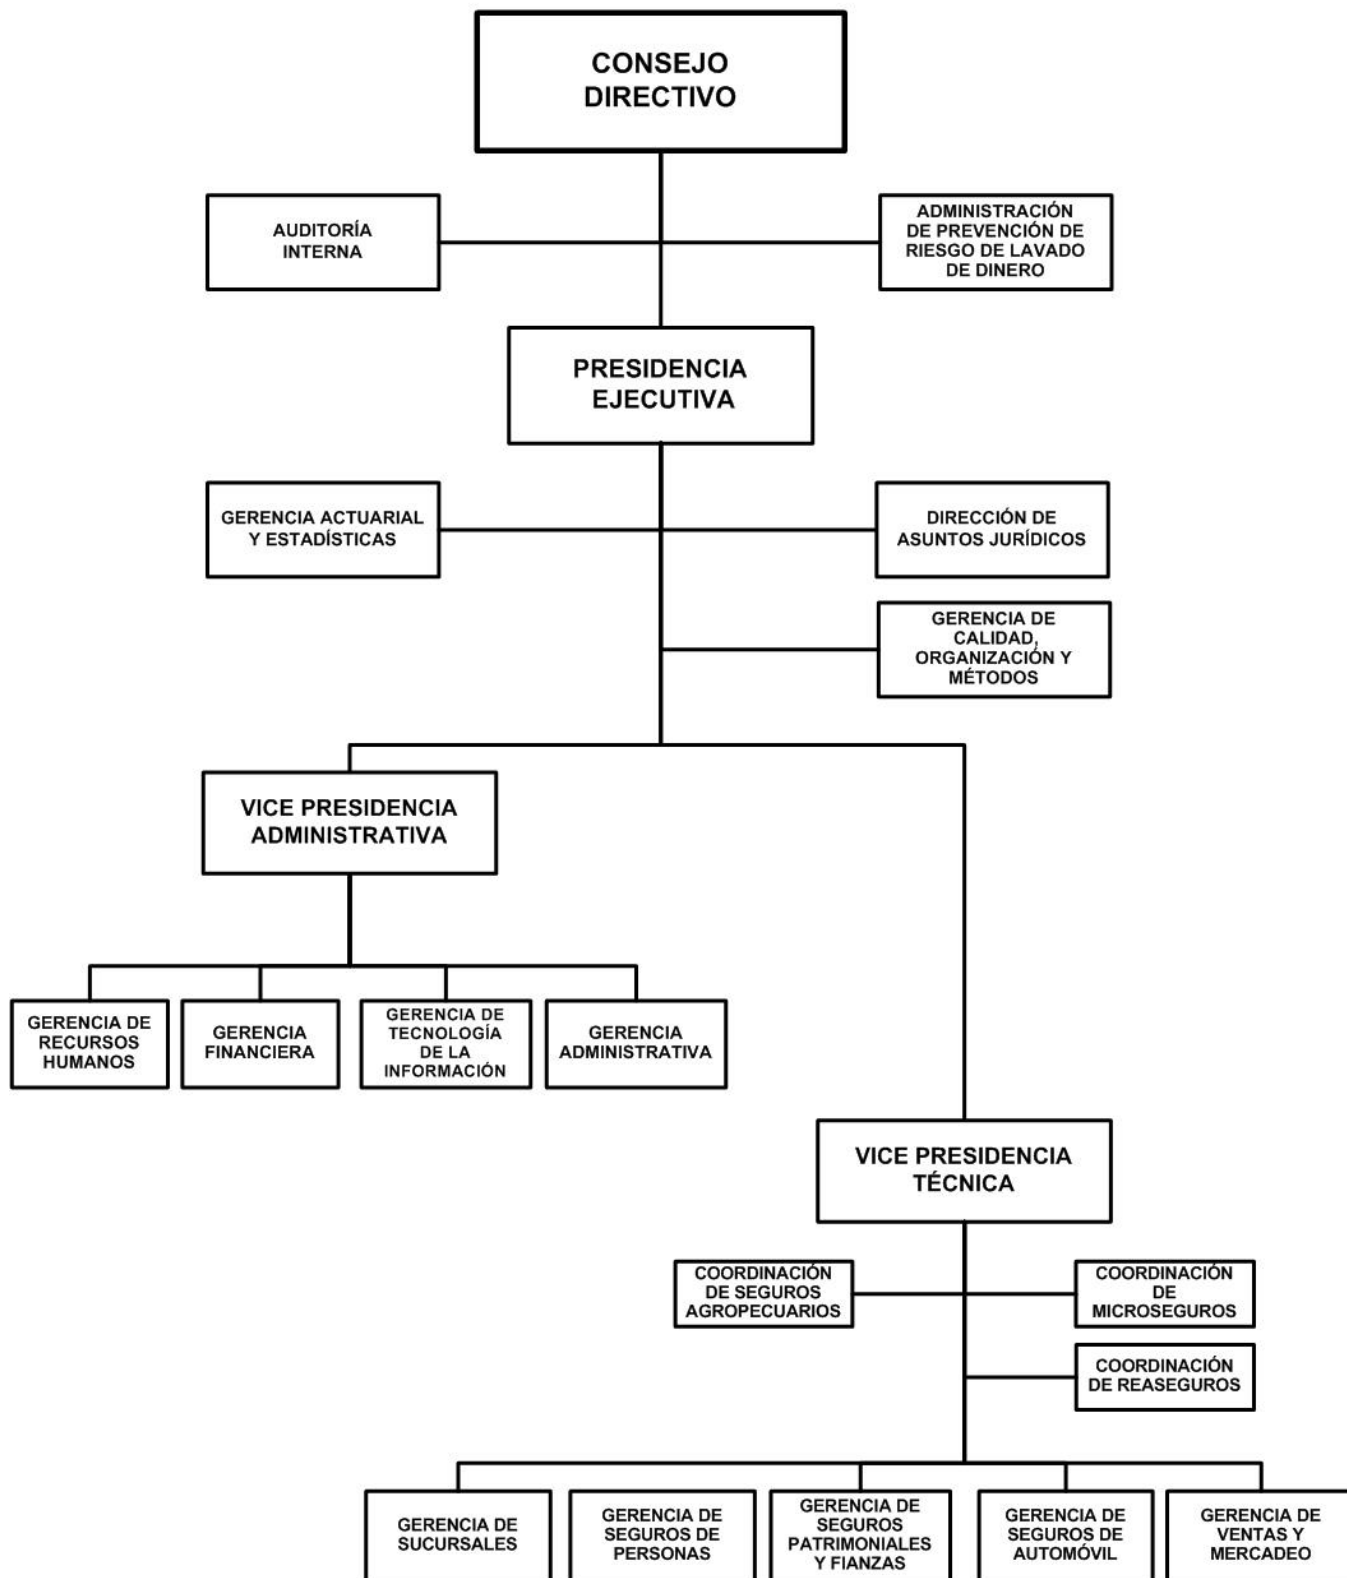 CONSEJO
DIRECTIVO
AUDITORÍA
INTERNA
ADMINISTRACIÓN
DE PREVENCIÓN DE
RIESGO DE LAVADO
DE DINERO
PRESIDENCIA
EJECUTIVA
GERENCIA ACTUARIAL
Y ESTADÍSTICAS
DIRECCIÓN DE
ASUNTOS JURÍDICOS
GERENCIA DE
CALIDAD,
ORGANIZACIÓN Y
MÉTODOS
VICE PRESIDENCIA
ADMINISTRATIVA
GERENCIA DE
RECURSOS
HUMANOS
GERENCIA
FINANCIERA
GERENCIA DE
TECNOLOGÍA
DE LA
INFORMACIÓN
GERENCIA
ADMINISTRATIVA
VICE PRESIDENCIA
TÉCNICA
COORDINACIÓN
DE SEGUROS
AGROPECUARIOS
COORDINACIÓN
DE
MICROSEGUROS
COORDINACIÓN
DE REASEGUROS
GERENCIA DE
SUCURSALES
GERENCIA DE
SEGUROS DE
PERSONAS
GERENCIA DE
SEGUROS
PATRIMONIALES
Y FIANZAS
GERENCIA DE
SEGUROS DE
AUTOMÓVIL
GERENCIA DE
VENTAS Y
MERCADEO